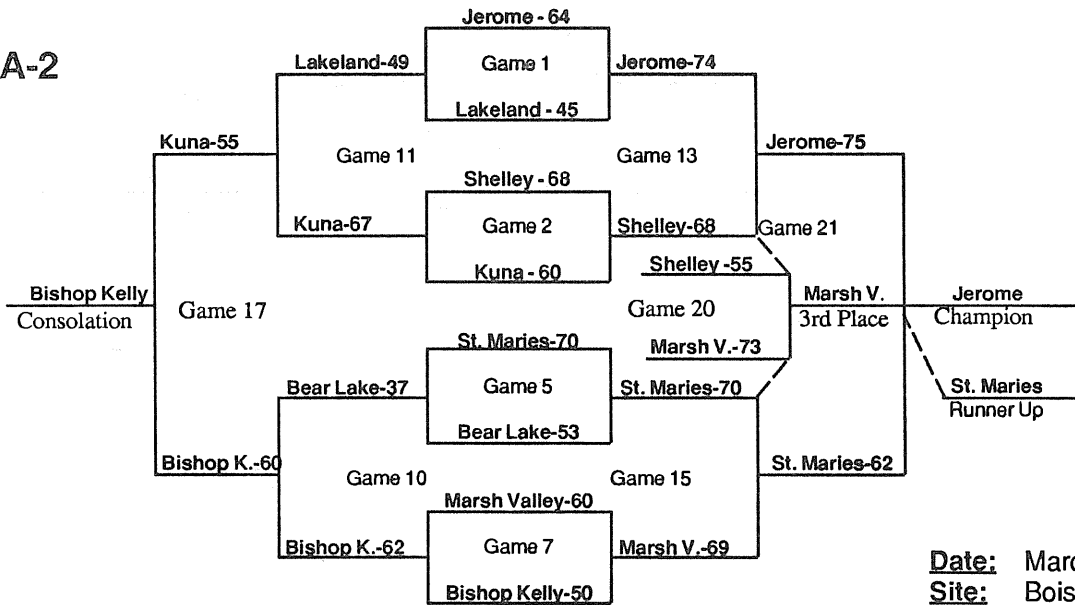 A-2
Jerome - 64
Lakeland-49
Game 1
Jerome-74
Lakeland - 45
Kuna-55
Game 11
Game 13
Jerome-75
Shelley - 68
Kuna-67
Game 2
Shelley-68
Game 21
Kuna - 60
Shelley -55
Bishop Kelly
Consolation
Game 17
Game 20
Marsh V.
3rd Place
Jerome
Champion
St. Maries-70
Marsh V.-73
Bear Lake-37
Game 5
St. Maries-70
St. Maries
Runner Up
Bear Lake-53
Bishop K.-60
Game 10
Game 15
St. Maries-62
Marsh Valley-60
Bishop K.-62
Game 7
Marsh V.-69
Bishop Kelly-50
Date:
Site: